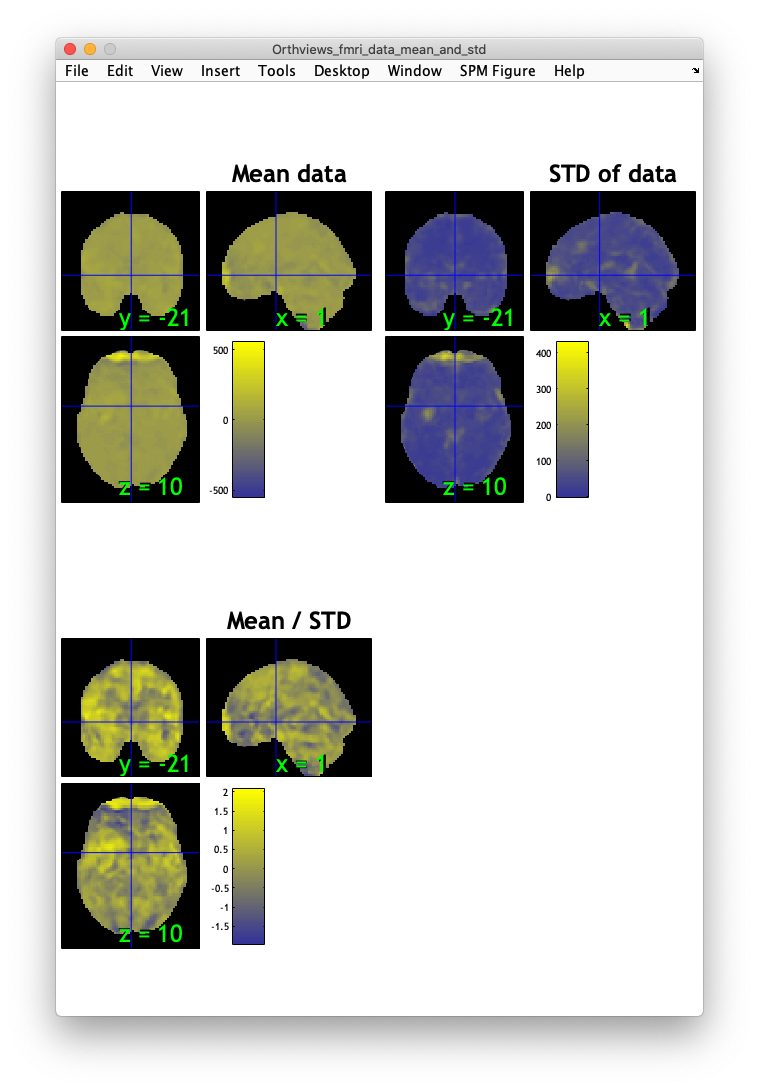 Orthviews_fmri_data_mean_and_std
File Edit View Insert Tools Desktop Window SPM Figure Help
Mean data
STD of data
y = -21
x = 1
y = -21
x = 1
z = 10
500
0
-500
z = 10
400
300
200
100
0
Mean / STD
y = -21
x = 1
z = 10
2
1.5
1
0.5
0
-0.5
-1
-1.5